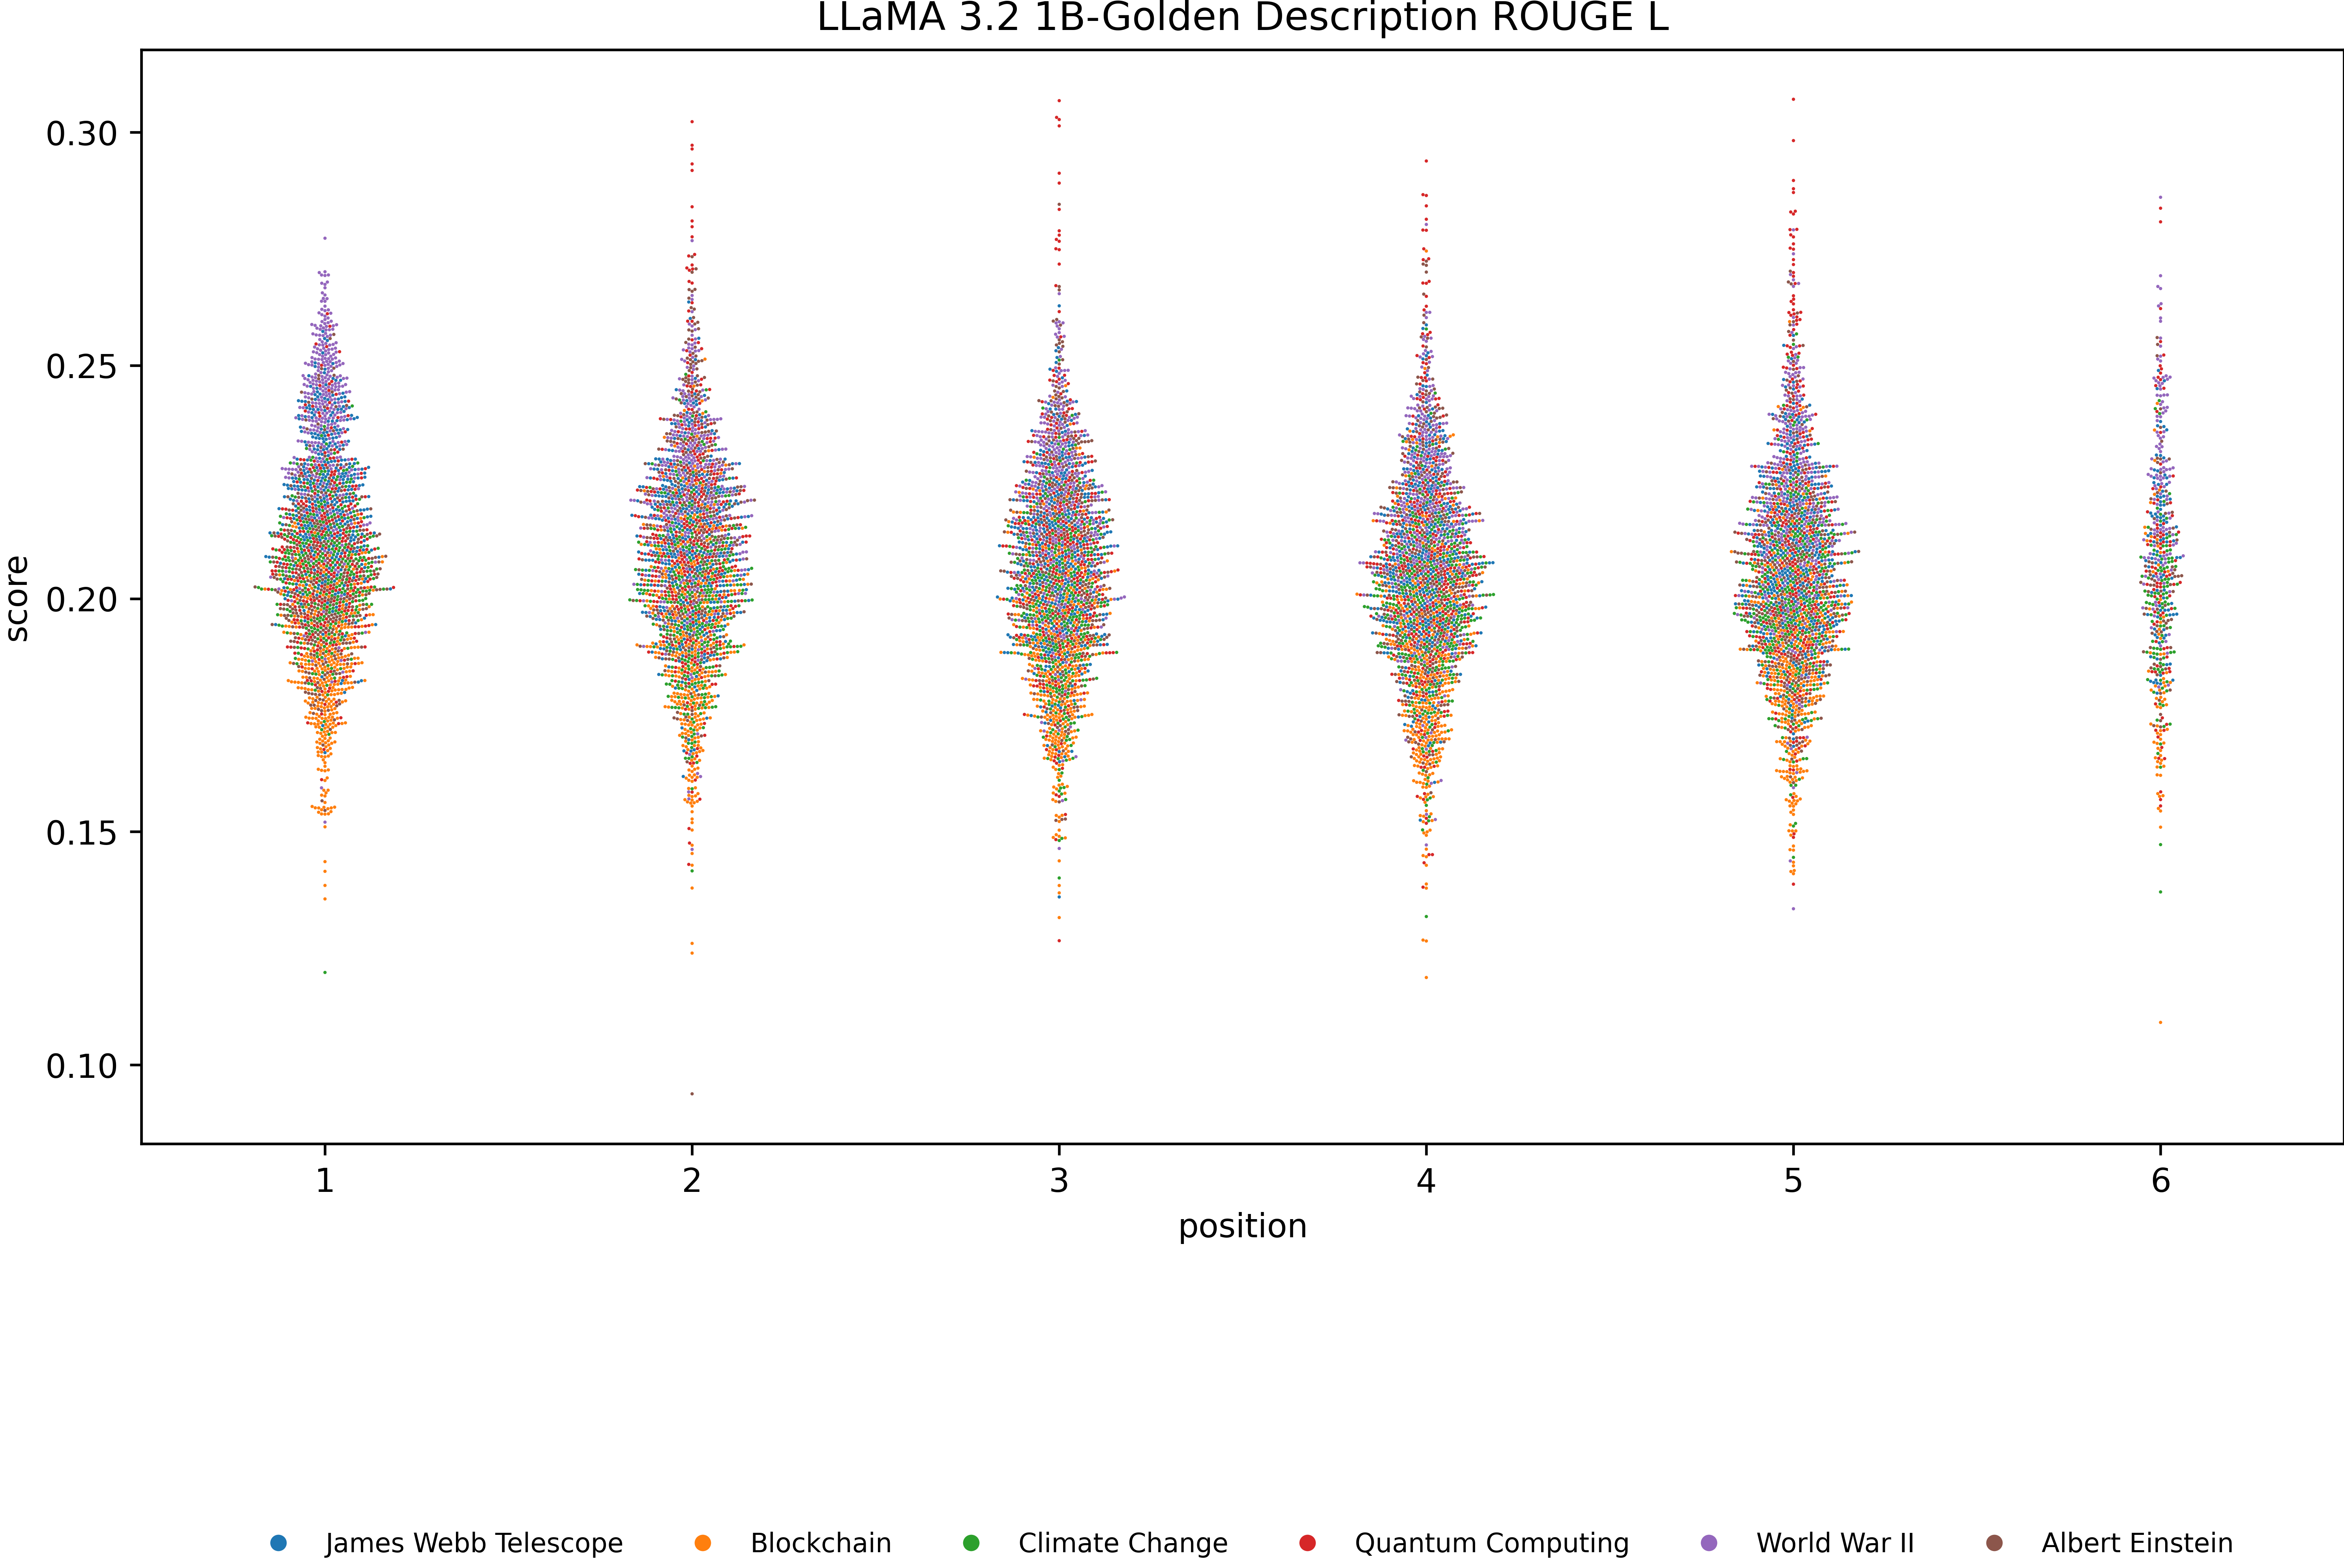 LLaMA 3.2 1B-Golden Description ROUGE L
0.30
0.25
0.20
0.15
0.10
score
1 2 3 4 5 6
position
James Webb Telescope Blockchain Climate Change Quantum Computing World War II Albert Einstein